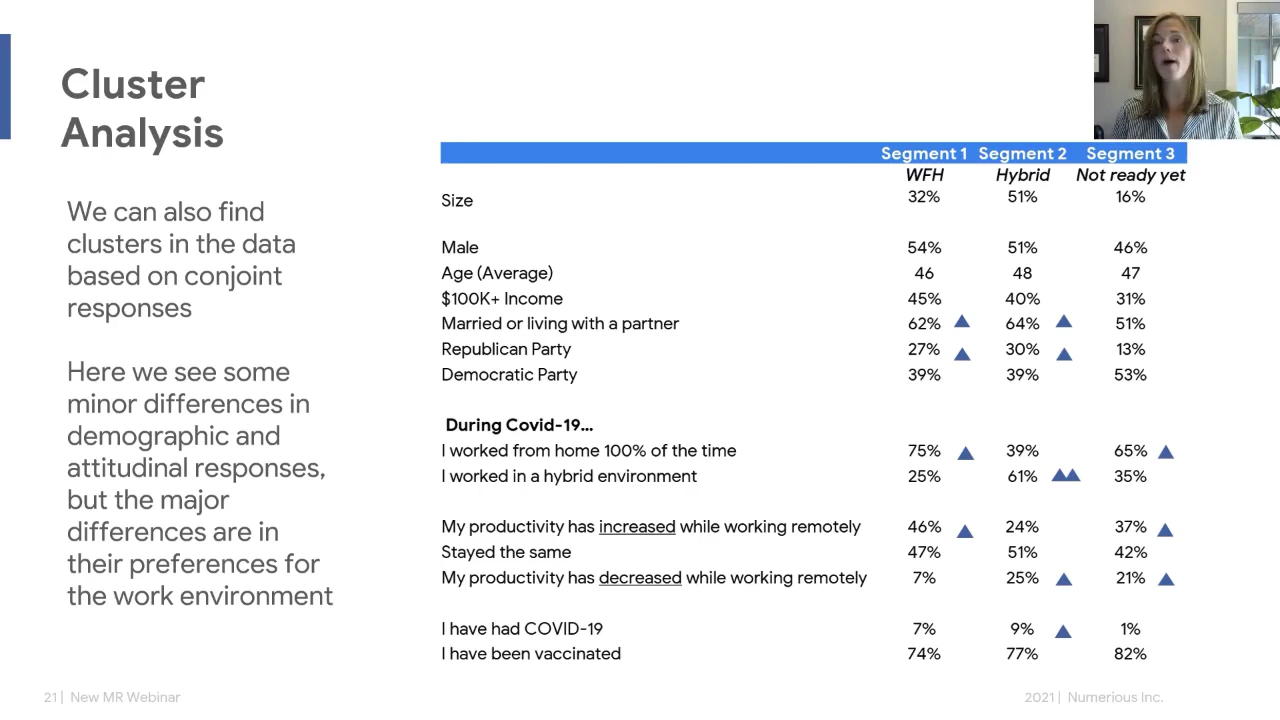 Cluster
Analysis
We can also find
clusters in the data
based on conjoint
responses
Here we see some
minor differences in
demographic and
attitudinal responses,
but the major
differences are in
their preferences for
the work environment
Segment 1 Segment 2 Segment 3
WFH Hybrid Not ready yet
Size 32% 51% 16%
Male 54% 51% 46%
Age (Average) 46 48 47
$100K+ Income 45% 40% 31%
Married or living with a partner 62% 64% 51%
Republican Party 27% 30% 13%
Democratic Party 39% 39% 53%
During Covid-19...
I worked from home 100% of the time 75% 39% 65%
I worked in a hybrid environment 25% 61% 35%
My productivity has increased while working remotely 46% 24% 37%
Stayed the same 47% 51% 42%
My productivity has decreased while working remotely 7% 25% 21%
I have had COVID-19 7% 9% 1%
I have been vaccinated 74% 77% 82%
21 | New MR Webinar
2021 | Numerious Inc.